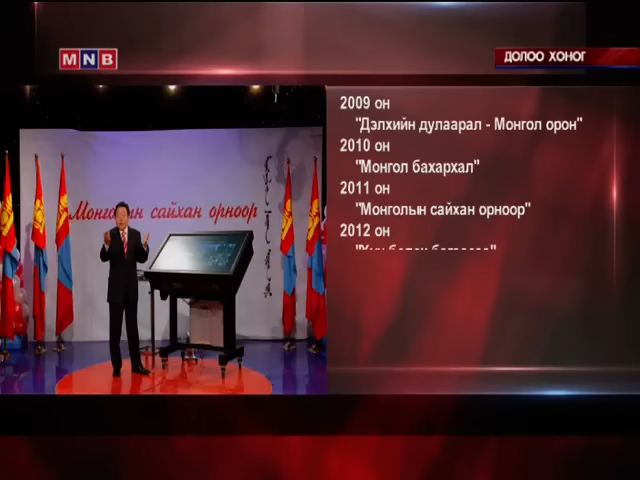 MNB
ДОЛОО ХОНОГ
2009 он
"Дэлхийн дулаарал - Монгол орон"
2010 он
"Монгол бахархал"
2011 он
"Монголын сайхан орноор"
2012 он
Монголын сайхан орноор